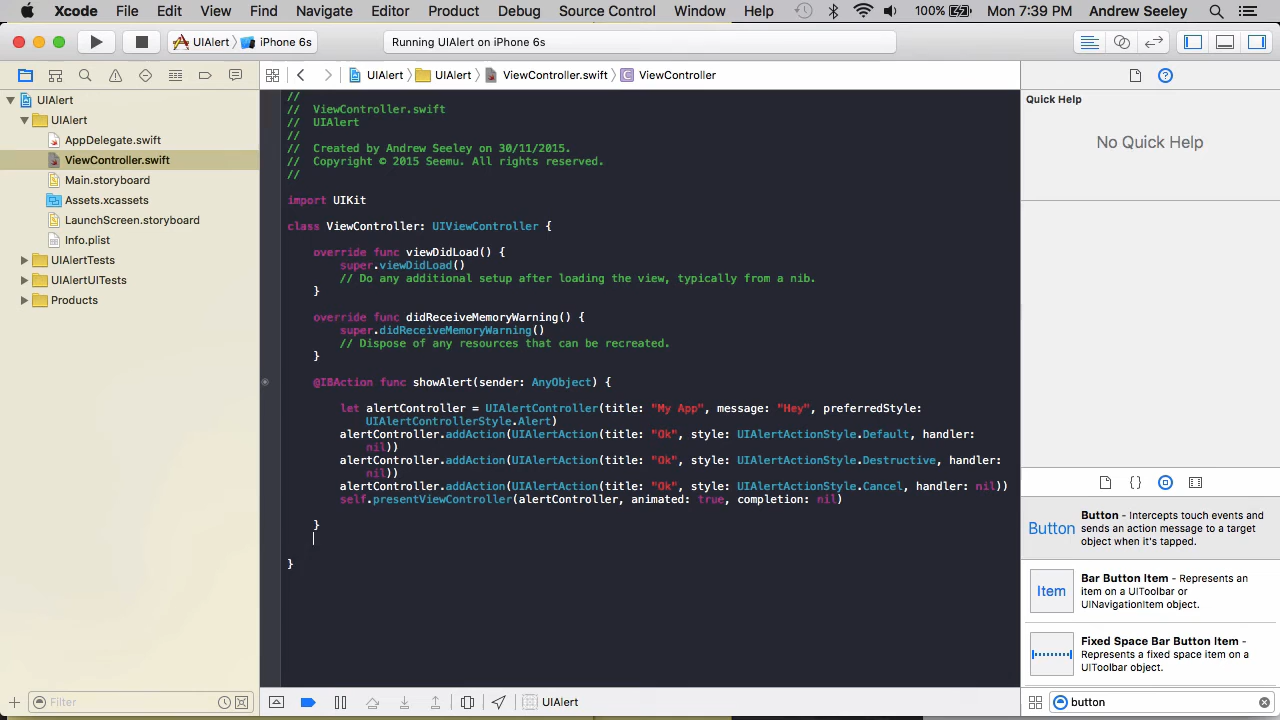 Xcode File Edit View Find Navigate Editor Product Debug Source Control Window Help 100% Mon 7:39 PM Andrew Seeley
UIAlert iPhone 6s Running UIAlert on iPhone 6s
UIAlert UIAlert ViewController.swift C ViewController
UIAlert
UIAlert
AppDelegate.swift
ViewController.swift
Main.storyboard
Assets.xcassets
LaunchScreen.storyboard
Info.plist
UIAlertTests
UIAlertUITests
Products
Filter
//
// ViewController.swift
// UIAlert
//
// Created by Andrew Seeley on 30/11/2015.
// Copyright © 2015 Seemu. All rights reserved.
//
import UIKit
class ViewController: UIViewController {
override func viewDidLoad() {
super.viewDidLoad()
// Do any additional setup after loading the view, typically from a nib.
}
override func didReceiveMemoryWarning() {
super.didReceiveMemoryWarning()
// Dispose of any resources that can be recreated.
}
@IBAction func showAlert(sender: AnyObject) {
let alertController = UIAlertController(title: "My App", message: "Hey", preferredStyle:
UIAlertControllerStyle.Alert)
alertController.addAction(UIAlertAction(title: "Ok", style: UIAlertActionStyle.Default, handler:
nil))
alertController.addAction(UIAlertAction(title: "Ok", style: UIAlertActionStyle.Destructive, handler:
nil))
alertController.addAction(UIAlertAction(title: "Ok", style: UIAlertActionStyle.Cancel, handler: nil))
self.presentViewController(alertController, animated: true, completion: nil)
}
}
UIAlert
Quick Help
No Quick Help
{}
Button
Button - Intercepts touch events and
sends an action message to a target
object when it's tapped.
Item
Bar Button Item - Represents an
item on a UIToolbar or
UINavigationItem object.
Fixed Space Bar Button Item -
Represents a fixed space item on a
UIToolbar object.
button